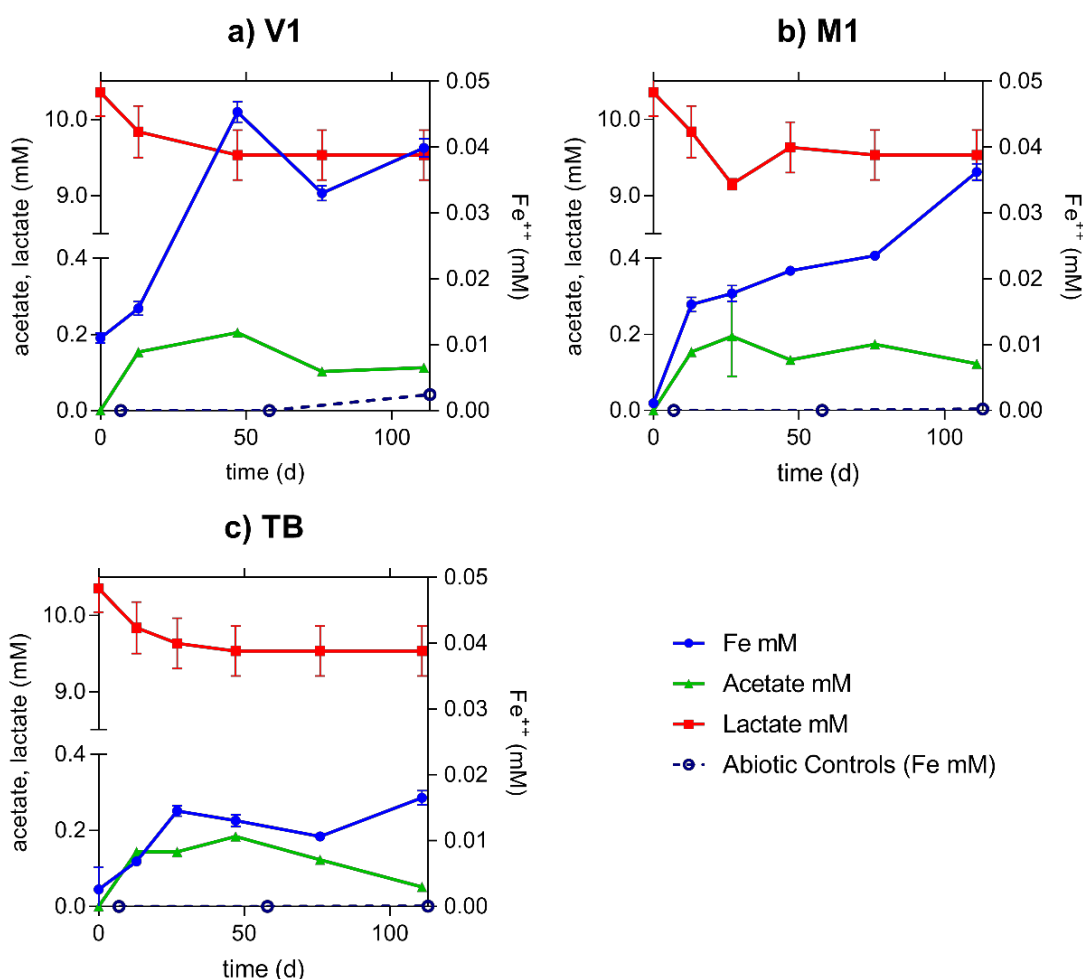 a) V1
10.0
9.0
0.4
0.2
0.0
acetate, lactate (mM)
0.05
0.04
0.03
0.02
0.01
0.00
Fe++ (mM)
0
50
100
time (d)
b) M1
10.0
9.0
0.4
0.2
0.0
acetate, lactate (mM)
0.05
0.04
0.03
0.02
0.01
0.00
Fe++ (mM)
0
50
100
time (d)
c) TB
10.0
9.0
0.4
0.2
0.0
acetate, lactate (mM)
0.05
0.04
0.03
0.02
0.01
0.00
Fe++ (mM)
0
50
100
time (d)
Fe mM
Acetate mM
Lactate mM
Abiotic Controls (Fe mM)